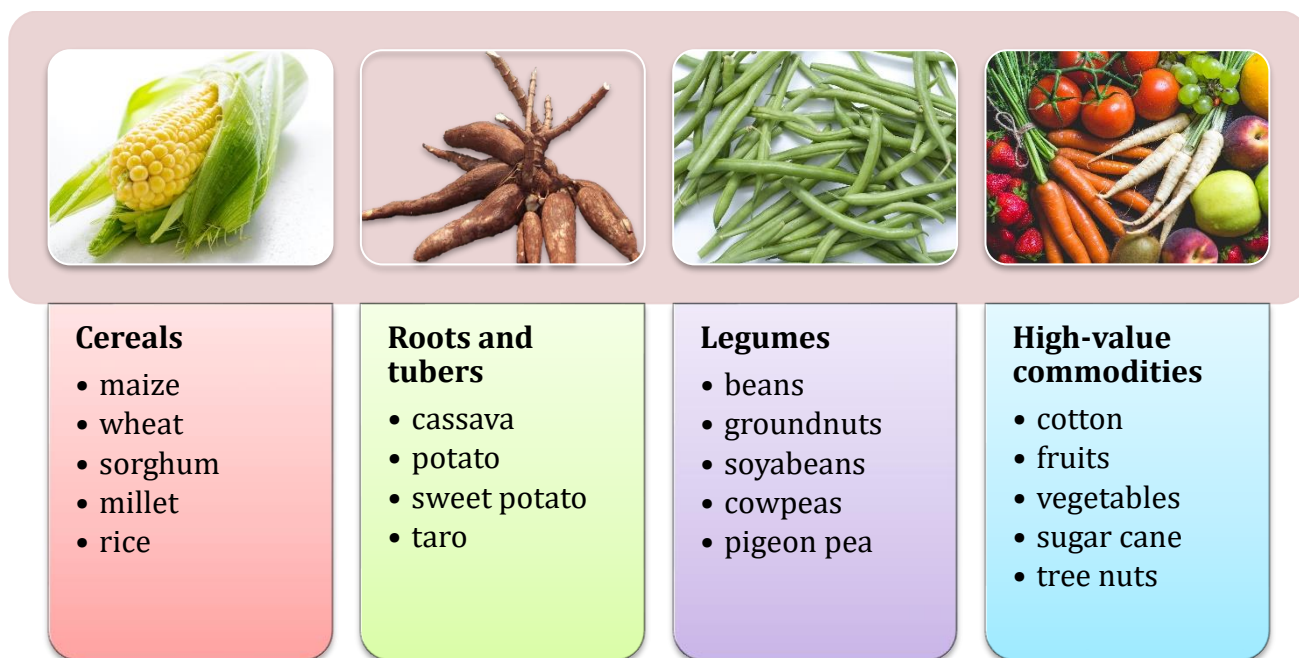 Cereals
• maize
• wheat
• sorghum
• millet
• rice
Roots and
tubers
• cassava
• potato
• sweet potato
• taro
Legumes
• beans
• groundnuts
• soyabeans
• cowpeas
• pigeon pea
High-value
commodities
• cotton
• fruits
• vegetables
• sugar cane
• tree nuts